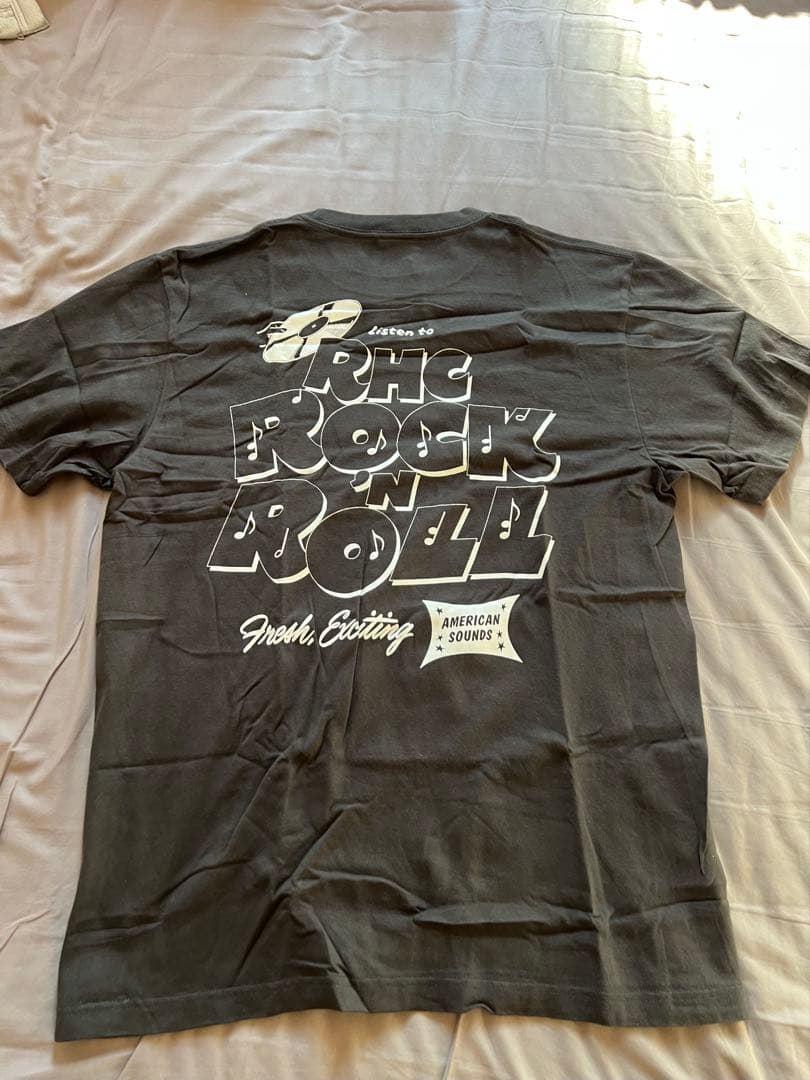 Listen to
RHC
ROCK
'N
ROLL
Fresh, Exciting
AMERICAN
SOUNDS